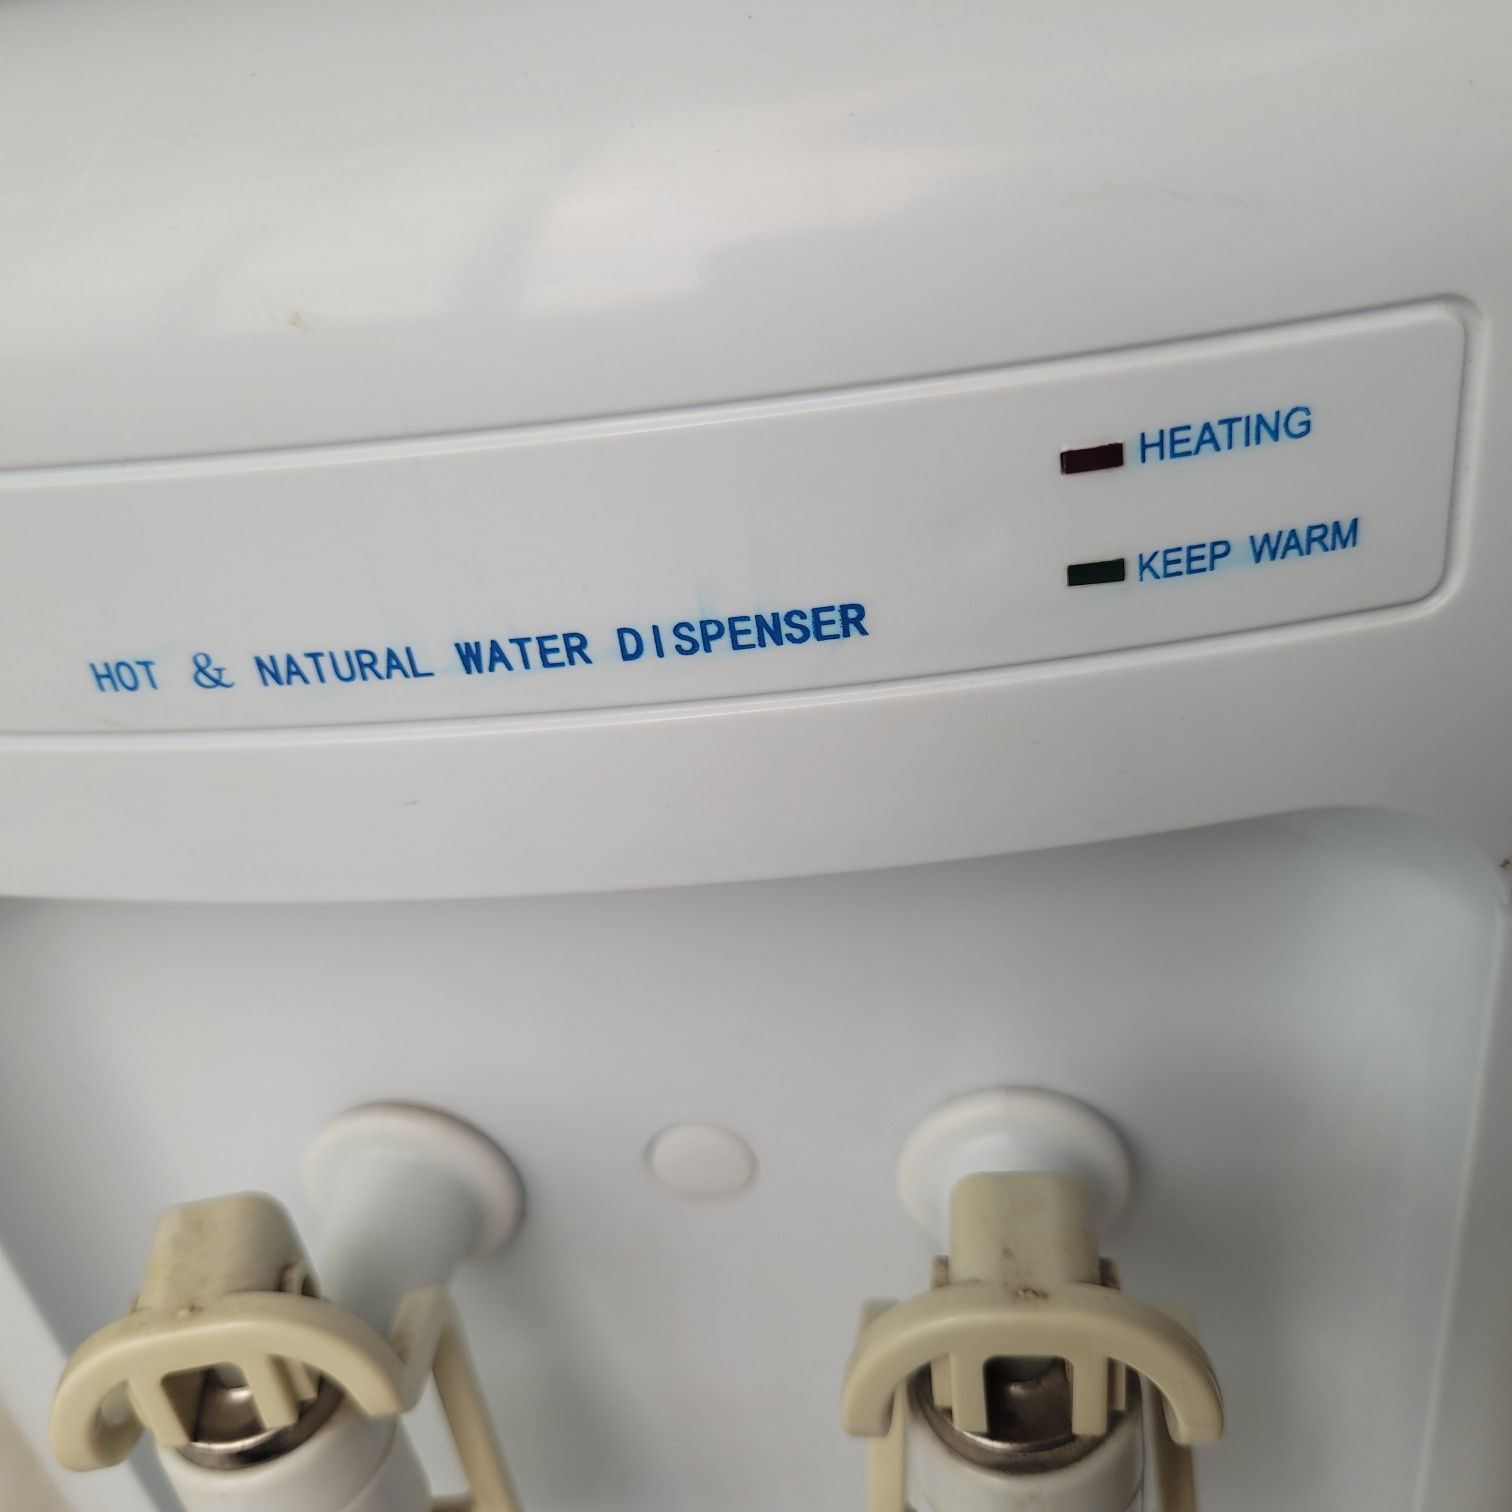 HEATING
KEEP WARM
HOT & NATURAL WATER DISPENSER